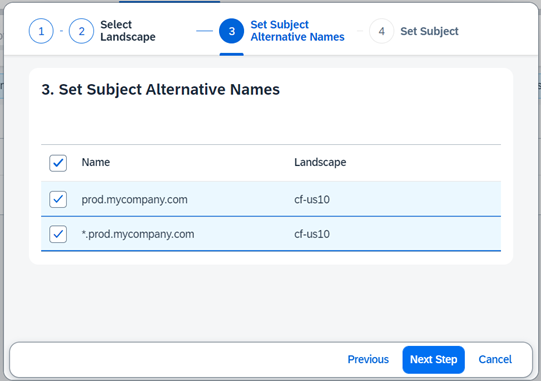 1
2
Select
Landscape
3
Set Subject
Alternative Names
4
Set Subject
3. Set Subject Alternative Names
Name Landscape
prod.mycompany.com cf-us10
*.prod.mycompany.com cf-us10
Previous Next Step Cancel